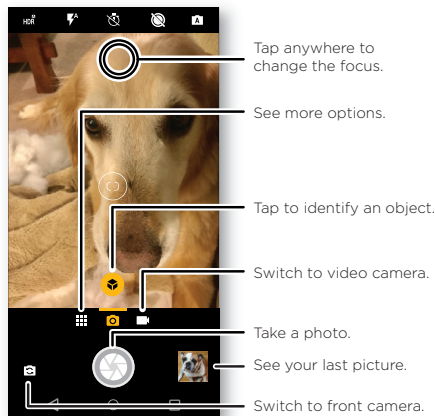 HDR
A
A
Tap anywhere to
change the focus.
See more options.
Tap to identify an object.
Switch to video camera.
Take a photo.
See your last picture.
Switch to front camera.